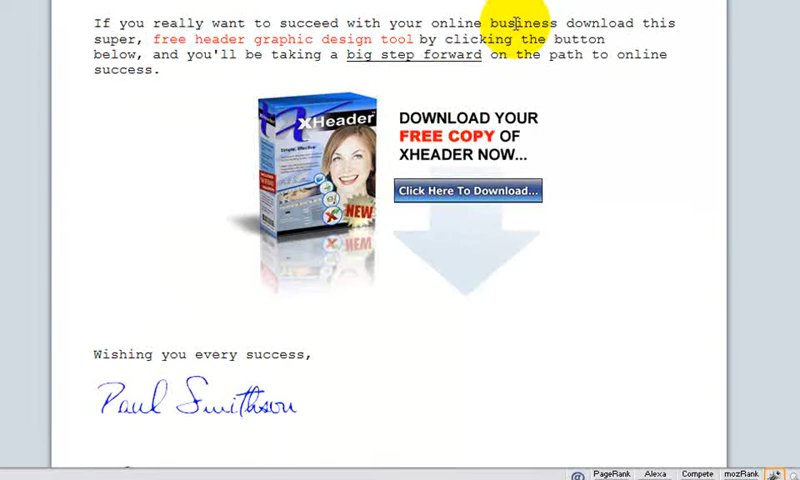 If you really want to succeed with your online business download this
super, free header graphic design tool by clicking the button
below, and you'll be taking a big step forward on the path to online
success.
XHeader
NEW
DOWNLOAD YOUR
FREE COPY OF
XHEADER NOW...
Click Here To Download...
Wishing you every success,
Paul Smithson
PageRank Alexa Compete mozRank